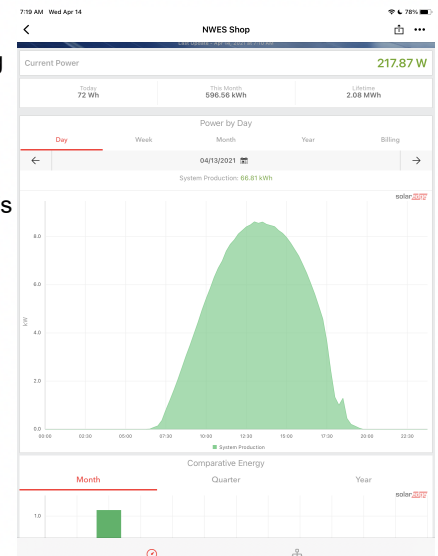 7:19 AM Wed Apr 14 78%
NWES Shop
Current Power 217.87 W
Today This Month Lifetime
72 Wh 596.56 kWh 2.08 MWh
Power by Day
Day Week Month Year Billing
04/13/2021
System Production: 66.81 kWh
solaredge
8.0
6.0
kW
4.0
2.0
0.0
00:00 02:30 05:00 07:30 10:00 12:30 15:00 17:30 20:00 22:30
System Production
Comparative Energy
Month Quarter Year
solaredge
1.0
s